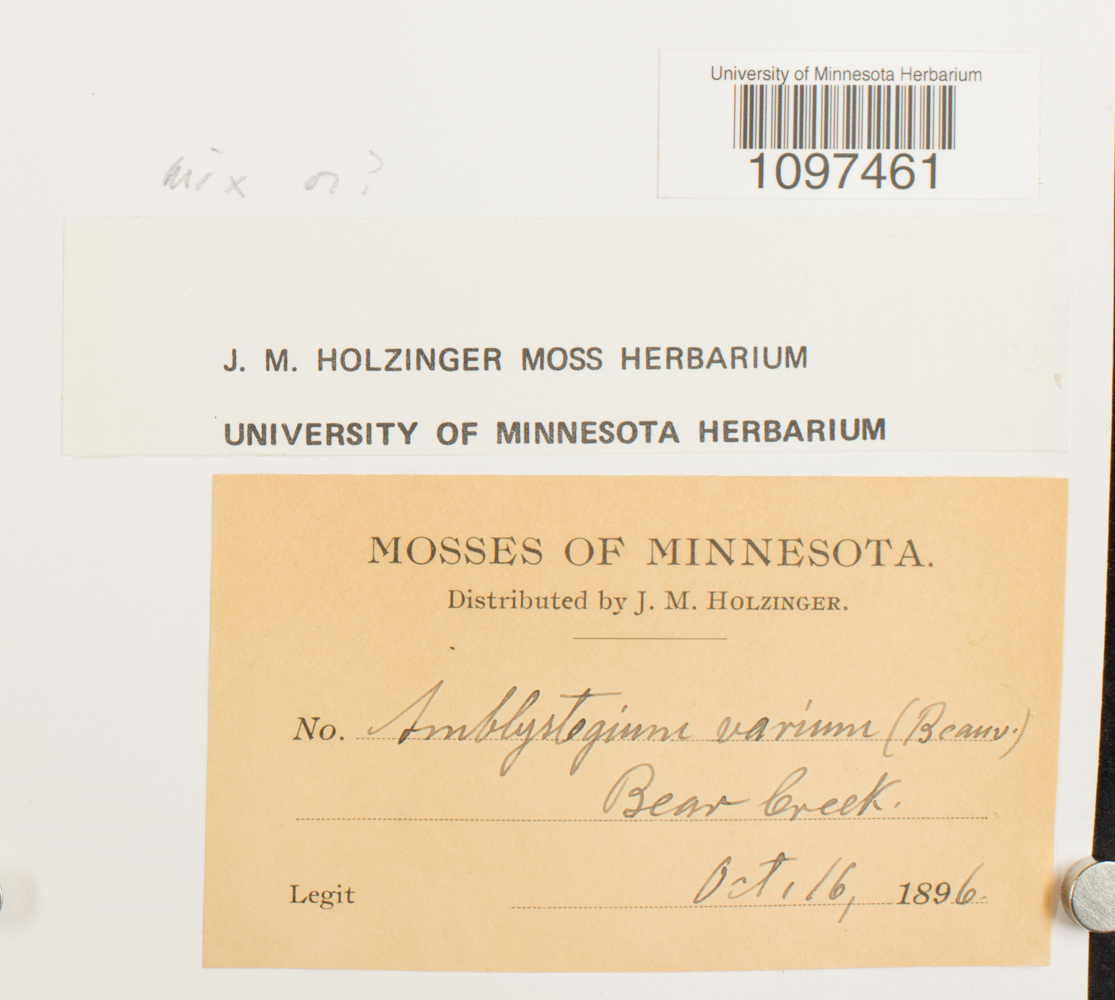 University of Minnesota Herbarium
1097461
mix or?
J. M. HOLZINGER MOSS HERBARIUM
UNIVERSITY OF MINNESOTA HERBARIUM
MOSSES OF MINNESOTA.
Distributed by J. M. HOLZINGER.
No. Amblystegium varium (Beauv.)
Bear Creek.
Legit Oct. 16, 1896.